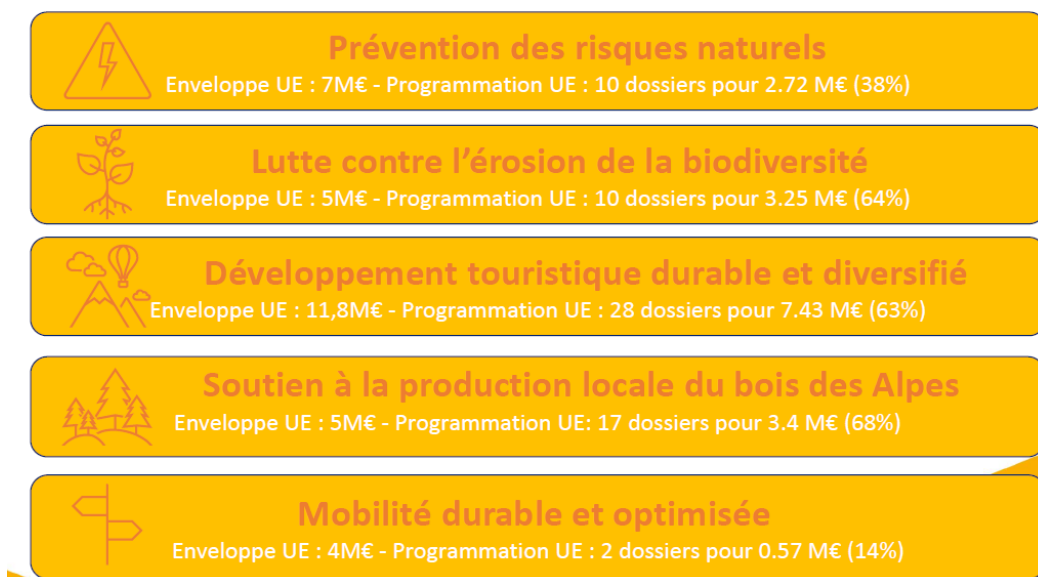 Prévention des risques naturels
Enveloppe UE : 7M€ - Programmation UE : 10 dossiers pour 2.72 M€ (38%)
Lutte contre l'érosion de la biodiversité
Enveloppe UE : 5M€ - Programmation UE : 10 dossiers pour 3.25 M€ (64%)
Développement touristique durable et diversifié
Enveloppe UE : 11,8M€ - Programmation UE : 28 dossiers pour 7.43 M€ (63%)
Soutien à la production locale du bois des Alpes
Enveloppe UE : 5M€ - Programmation UE: 17 dossiers pour 3.4 M€ (68%)
Mobilité durable et optimisée
Enveloppe UE : 4M€ - Programmation UE : 2 dossiers pour 0.57 M€ (14%)